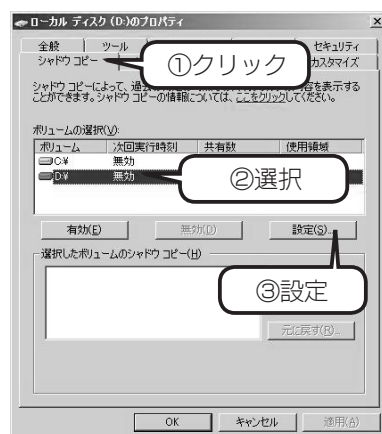 ローカル ディスク (D:)のプロパティ
全般 ツール セキュリティ
シャドウ コピー カスタマイズ
①クリック
シャドウ コピーによって、過去 容を表示する
ことができます。シャドウ コピーの情報については、ここをクリックしてください。
ボリュームの選択(V):
ボリューム 次回実行時刻 共有数 使用領域
C:¥ 無効
D:¥ 無効
②選択
有効(E) 無効(D) 設定(S)...
選択したボリュームのシャドウ コピー(H)
③設定
元に戻す(R)...
OK キャンセル 適用(A)